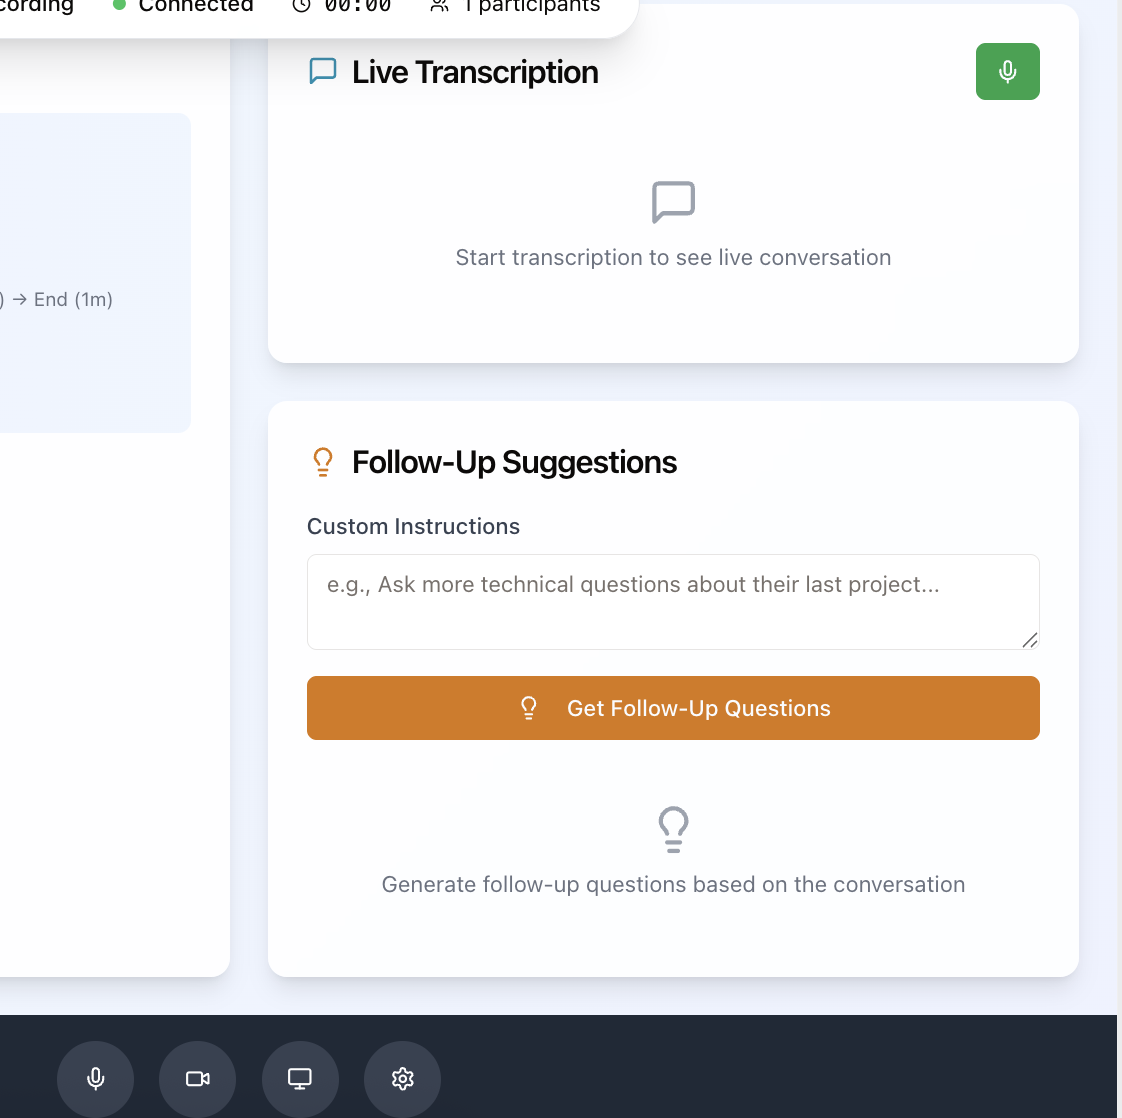 cording Connected 00:00 1 participants
Live Transcription
Start transcription to see live conversation
) → End (1m)
Follow-Up Suggestions
Custom Instructions
e.g., Ask more technical questions about their last project...
Get Follow-Up Questions
Generate follow-up questions based on the conversation